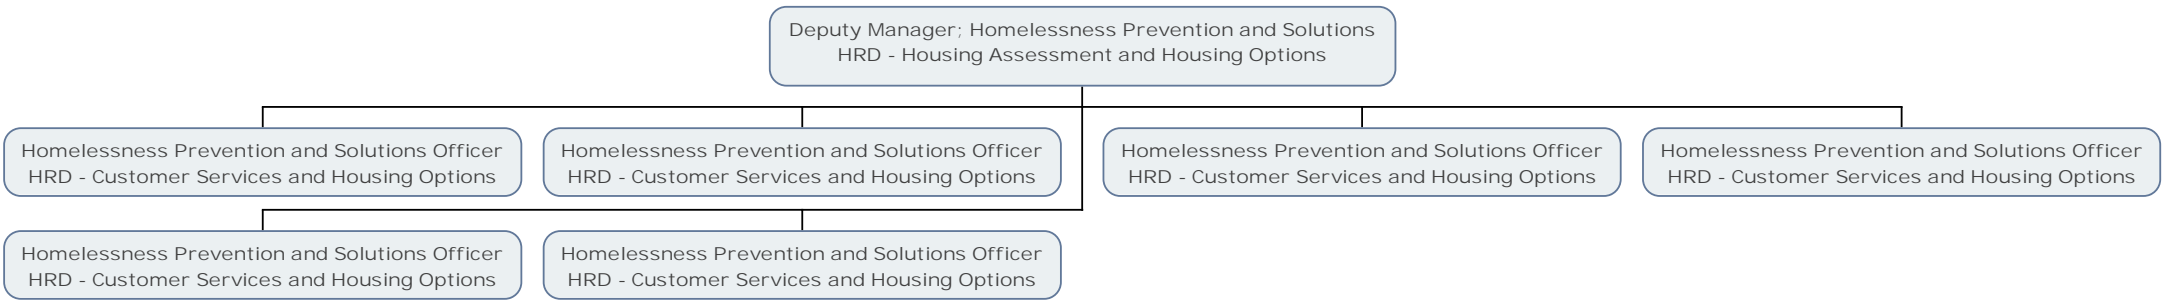 Deputy Manager; Homelessness Prevention and Solutions
HRD - Housing Assessment and Housing Options
Homelessness Prevention and Solutions Officer
HRD - Customer Services and Housing Options
Homelessness Prevention and Solutions Officer
HRD - Customer Services and Housing Options
Homelessness Prevention and Solutions Officer
HRD - Customer Services and Housing Options
Homelessness Prevention and Solutions Officer
HRD - Customer Services and Housing Options
Homelessness Prevention and Solutions Officer
HRD - Customer Services and Housing Options
Homelessness Prevention and Solutions Officer
HRD - Customer Services and Housing Options